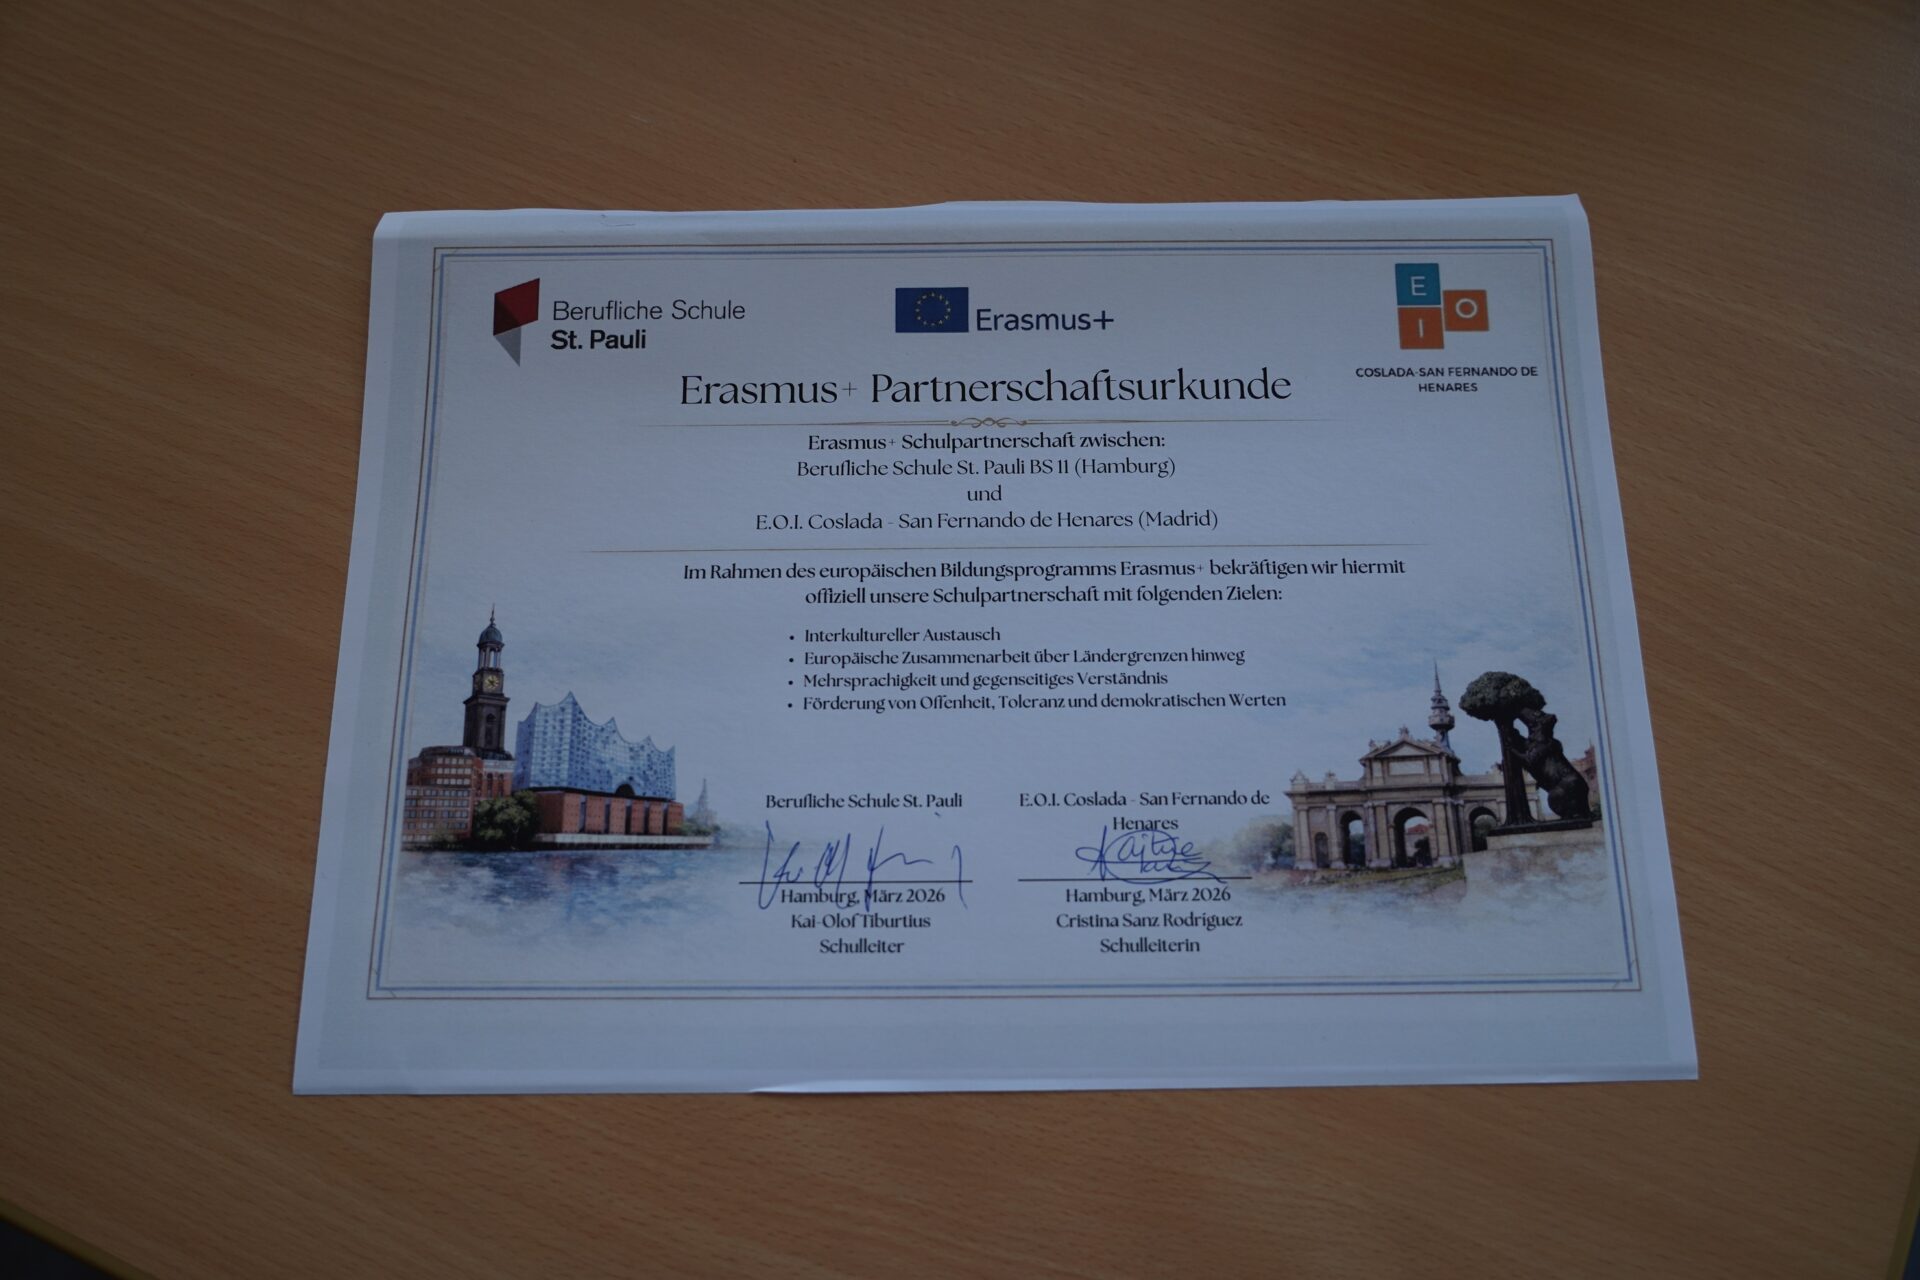 Berufliche Schule
St. Pauli
Erasmus+
E
O
I
COSLADA-SAN FERNANDO DE
HENARES
Erasmus+ Partnerschaftsurkunde
Erasmus+ Schulpartnerschaft zwischen:
Berufliche Schule St. Pauli BS 11 (Hamburg)
und
E.O.I. Coslada - San Fernando de Henares (Madrid)
Im Rahmen des europäischen Bildungsprogramms Erasmus+ bekräftigen wir hiermit
offiziell unsere Schulpartnerschaft mit folgenden Zielen:
• Interkultureller Austausch
• Europäische Zusammenarbeit über Ländergrenzen hinweg
• Mehrsprachigkeit und gegenseitiges Verständnis
• Förderung von Offenheit, Toleranz und demokratischen Werten
Berufliche Schule St. Pauli
Hamburg, März 2026
Kai-Olof Tiburtius
Schulleiter
E.O.I. Coslada - San Fernando de
Henares
Hamburg, März 2026
Cristina Sanz Rodríguez
Schulleiterin